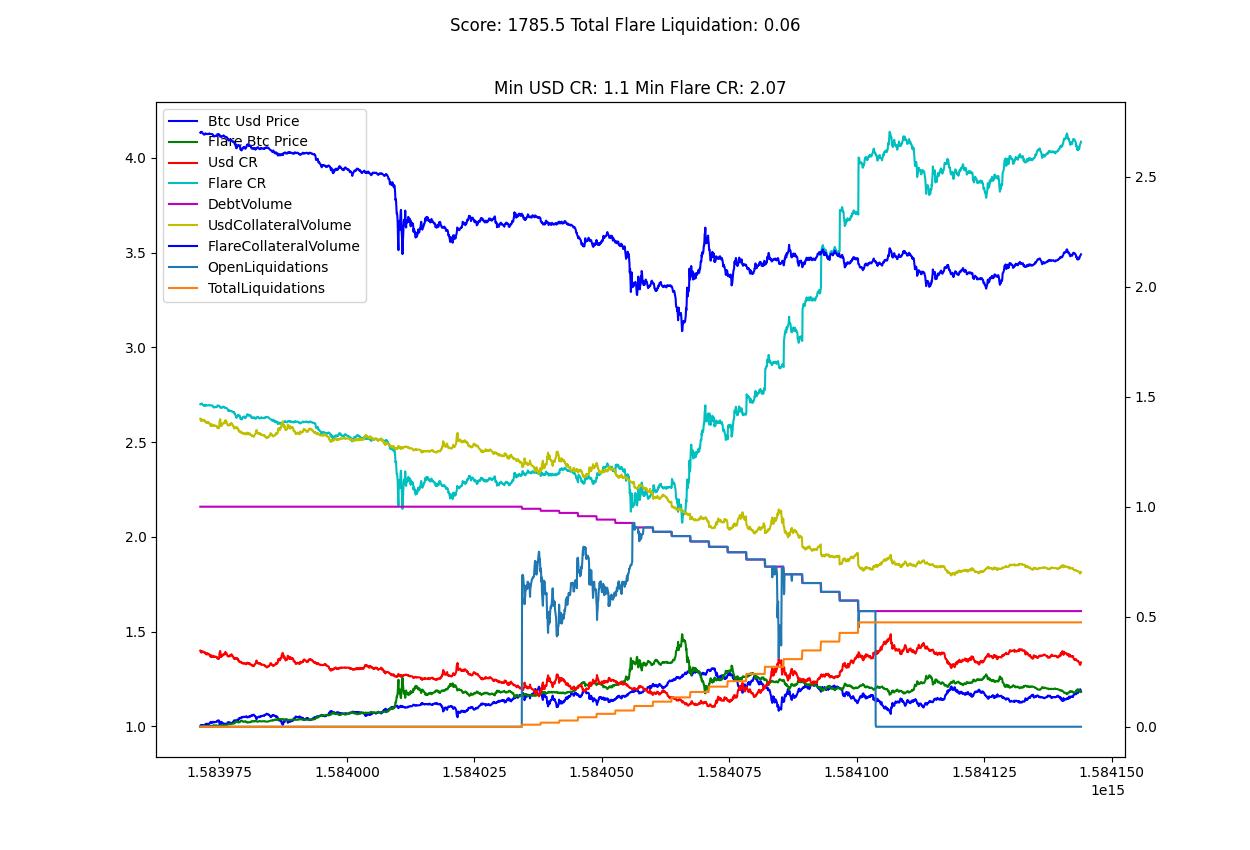 Score: 1785.5 Total Flare Liquidation: 0.06
Min USD CR: 1.1 Min Flare CR: 2.07
Btc Usd Price
Flare Btc Price
Usd CR
Flare CR
DebtVolume
UsdCollateralVolume
FlareCollateralVolume
OpenLiquidations
TotalLiquidations
4.0
3.5
3.0
2.5
2.0
1.5
1.0
2.5
2.0
1.5
1.0
0.5
0.0
1.583975 1.584000 1.584025 1.584050 1.584075 1.584100 1.584125 1.584150
1e15